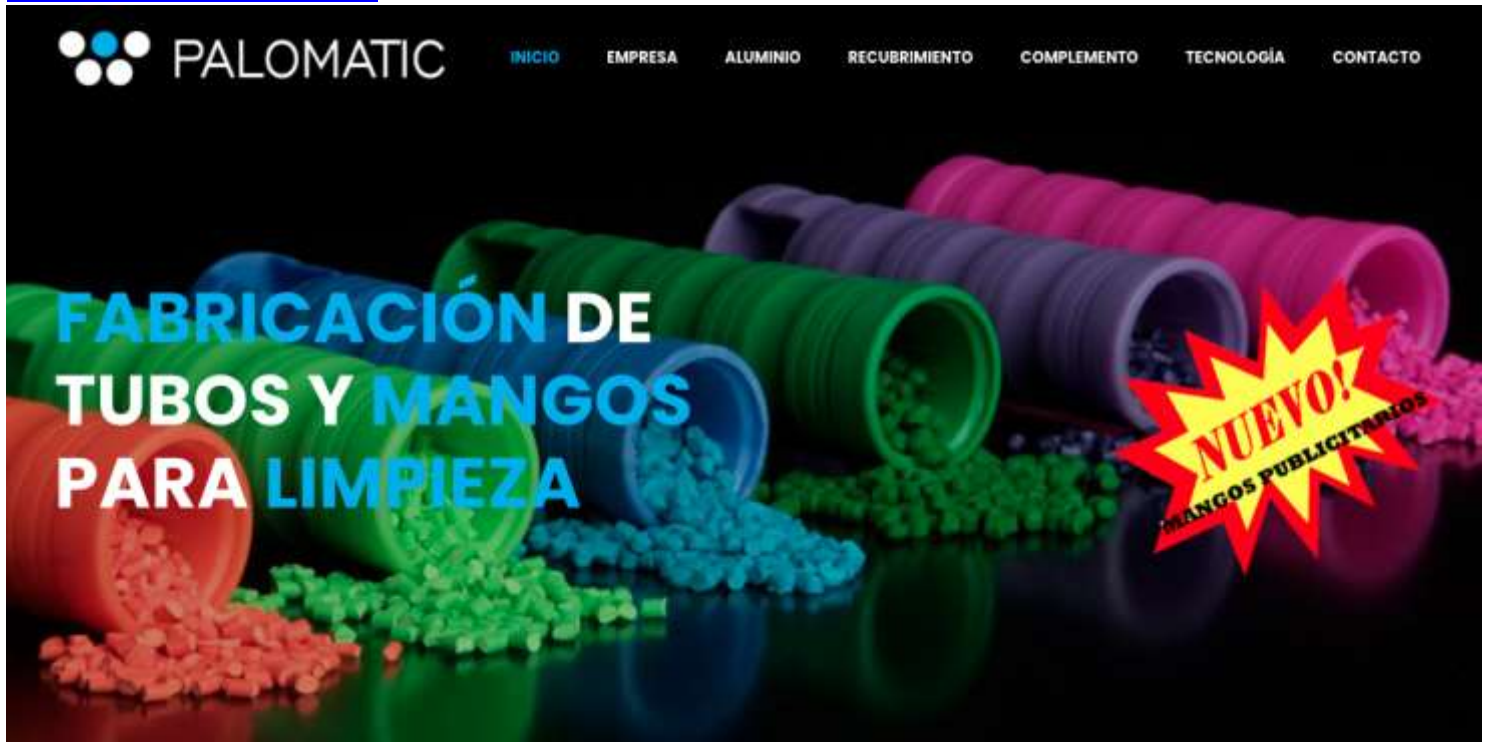 PALOMATIC
INICIO EMPRESA ALUMINIO RECUBRIMIENTO COMPLEMENTO TECNOLOGÍA CONTACTO
FABRICACIÓN DE
TUBOS Y MANGOS
PARA LIMPIEZA
NUEVO!
MANGOS PUBLICITARIOS